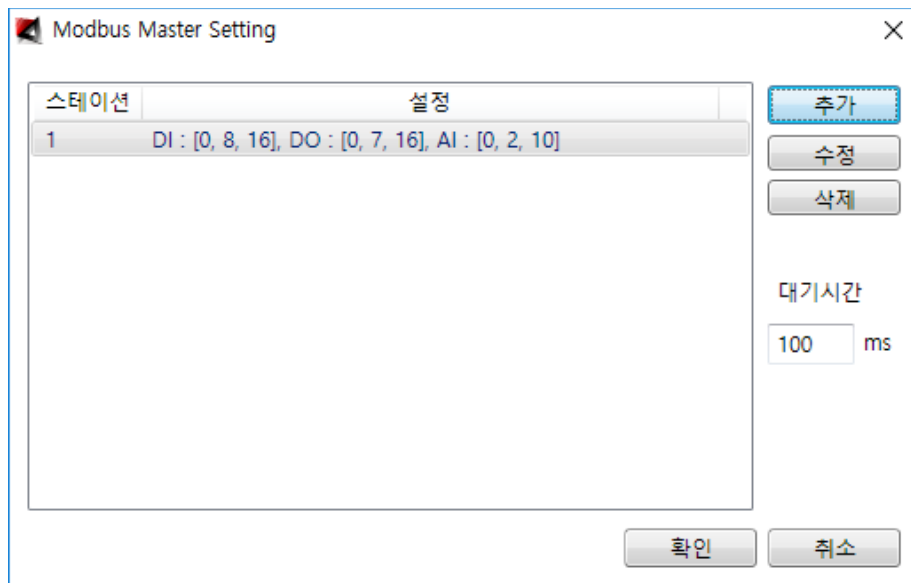 Modbus Master Setting
스테이션 설정
1 DI : [0, 8, 16], DO : [0, 7, 16], AI : [0, 2, 10]
추가
수정
삭제
대기시간
100 ms
확인 취소